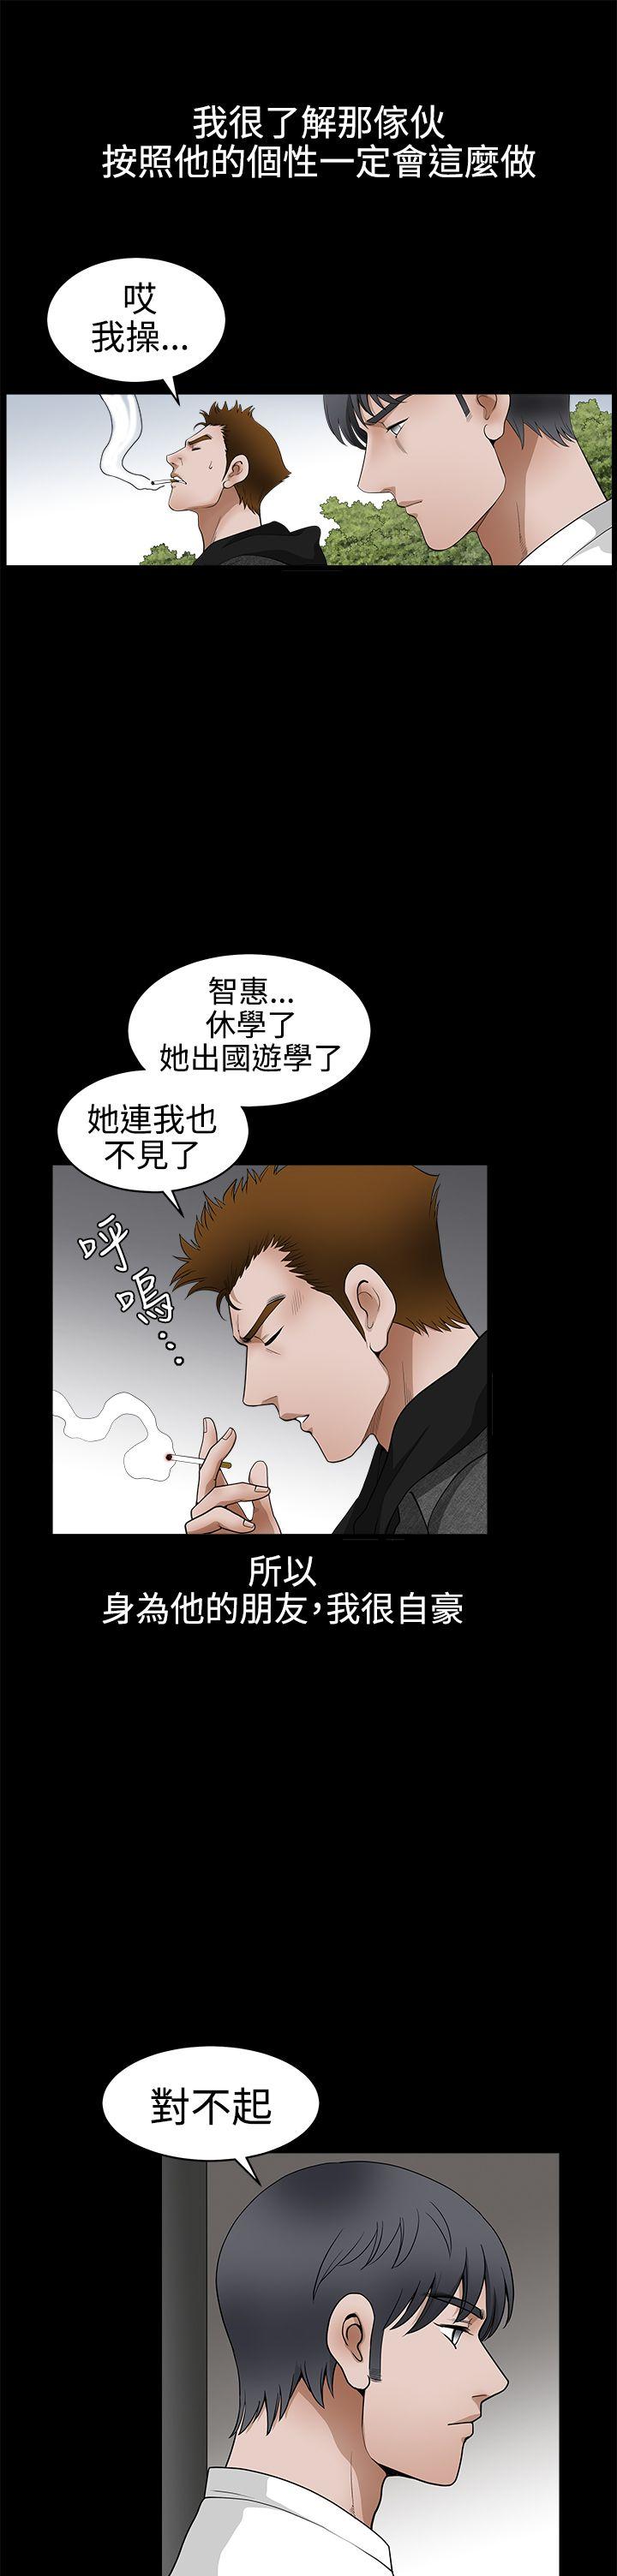 我很了解那傢伙
按照他的個性一定會這麼做
哎
我操…
智惠…
休學了
她出國遊學了
她連我也
不見了
呼
嗚…
所以
身為他的朋友，我很自豪
對不起